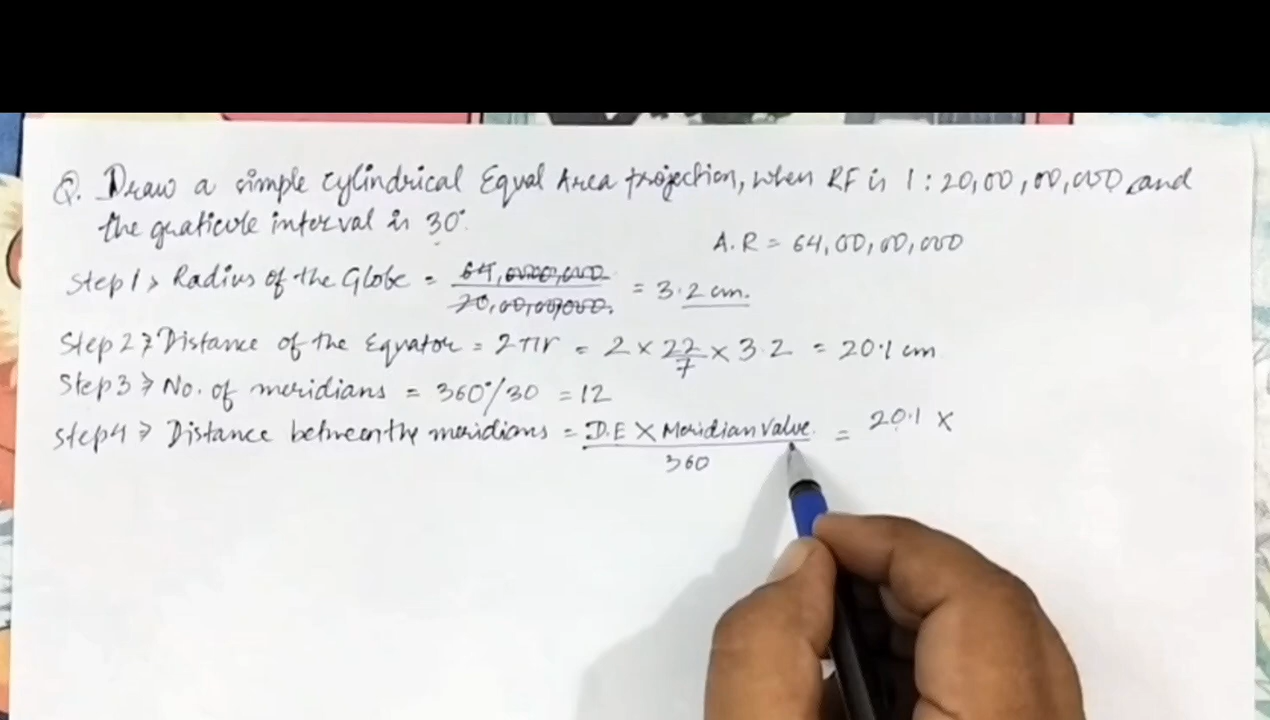 Q. Draw a simple cylindrical Equal Area projection, when RF is 1 : 20,00,00,000 and
the graticule interval is 30°.
A.R = 64,00,00,000
Step 1 > Radius of the Globe = 64,0000,000 / 20,00,00,000. = 3.2 cm.
Step 2 > Distance of the Equator = 2πr = 2 × 22/7 × 3.2 = 20.1 cm
Step 3 > No. of meridians = 360°/30 = 12
Step 4 > Distance between the meridians = D.E × Meridian Value / 360 = 20.1 ×